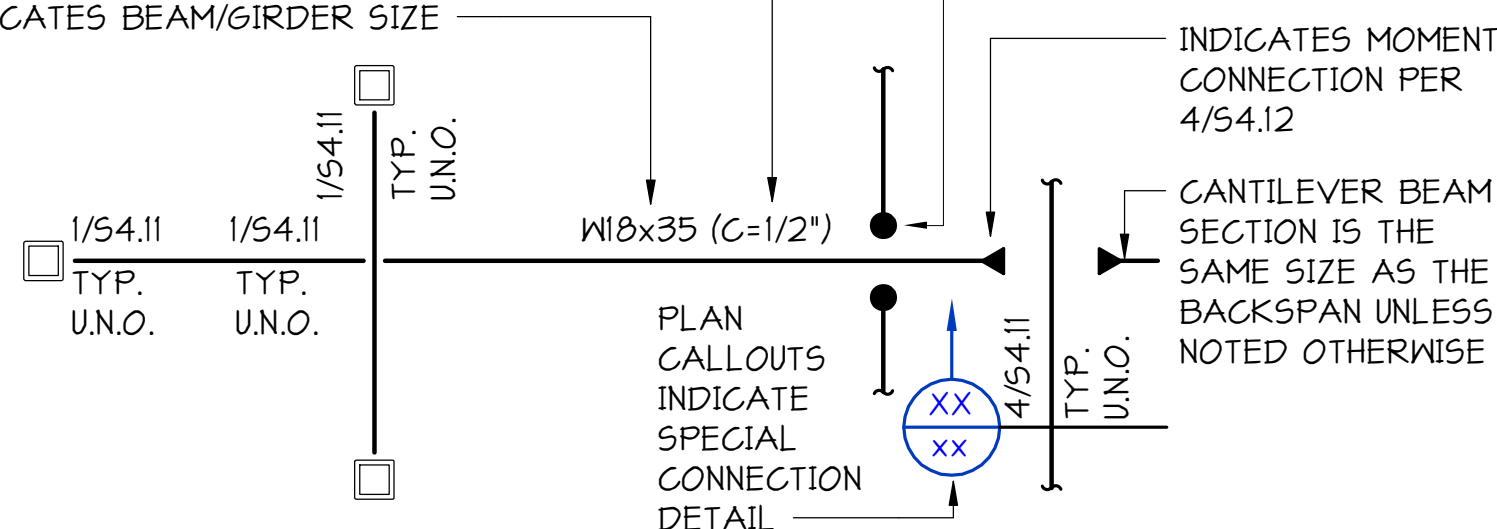 CATES BEAM/GIRDER SIZE
INDICATES MOMENT
CONNECTION PER
4/S4.12
1/S4.11
TYP.
U.N.O.
CANTILEVER BEAM
SECTION IS THE
SAME SIZE AS THE
BACKSPAN UNLESS
NOTED OTHERWISE
1/S4.11
TYP.
U.N.O.
1/S4.11
TYP.
U.N.O.
W18x35 (C=1/2")
PLAN
CALLOUTS
INDICATE
SPECIAL
CONNECTION
DETAIL
XX
xx
4/S4.11
TYP.
U.N.O.